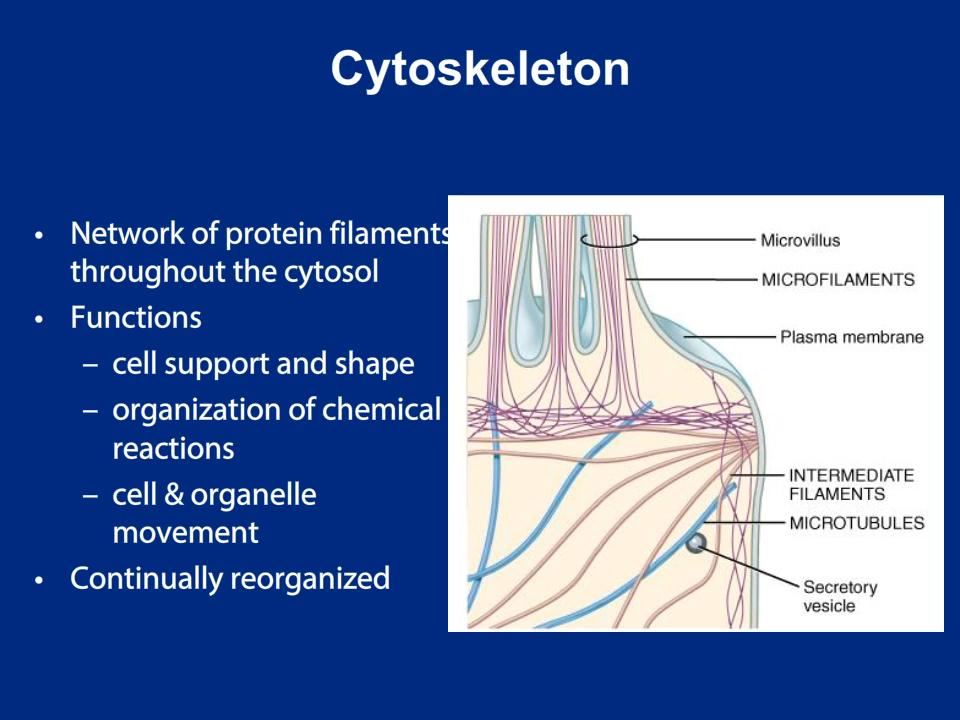 Cytoskeleton
• Network of protein filaments
throughout the cytosol
• Functions
– cell support and shape
– organization of chemical
reactions
– cell & organelle
movement
• Continually reorganized
Microvillus
MICROFILAMENTS
Plasma membrane
INTERMEDIATE
FILAMENTS
MICROTUBULES
Secretory
vesicle